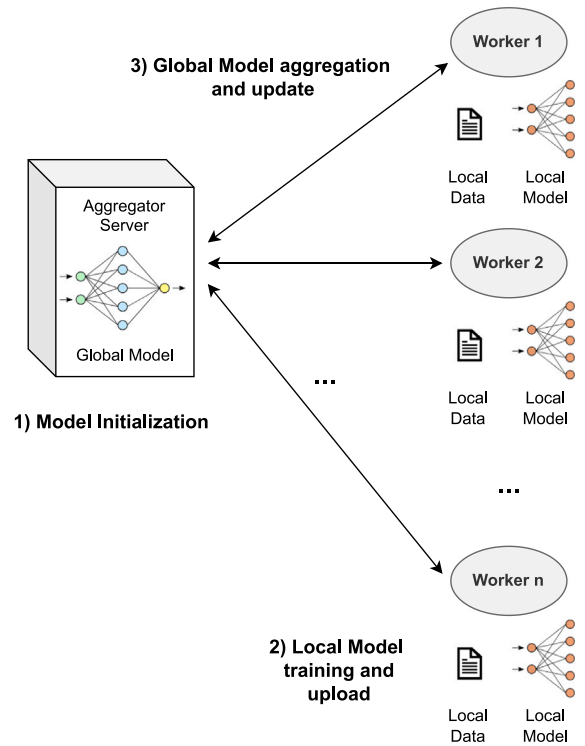 Worker 1
3) Global Model aggregation
and update
Local
Data
Local
Model
Aggregator
Server
Global Model
Worker 2
Local
Data
Local
Model
...
1) Model Initialization
...
Worker n
2) Local Model
training and
upload
Local
Data
Local
Model